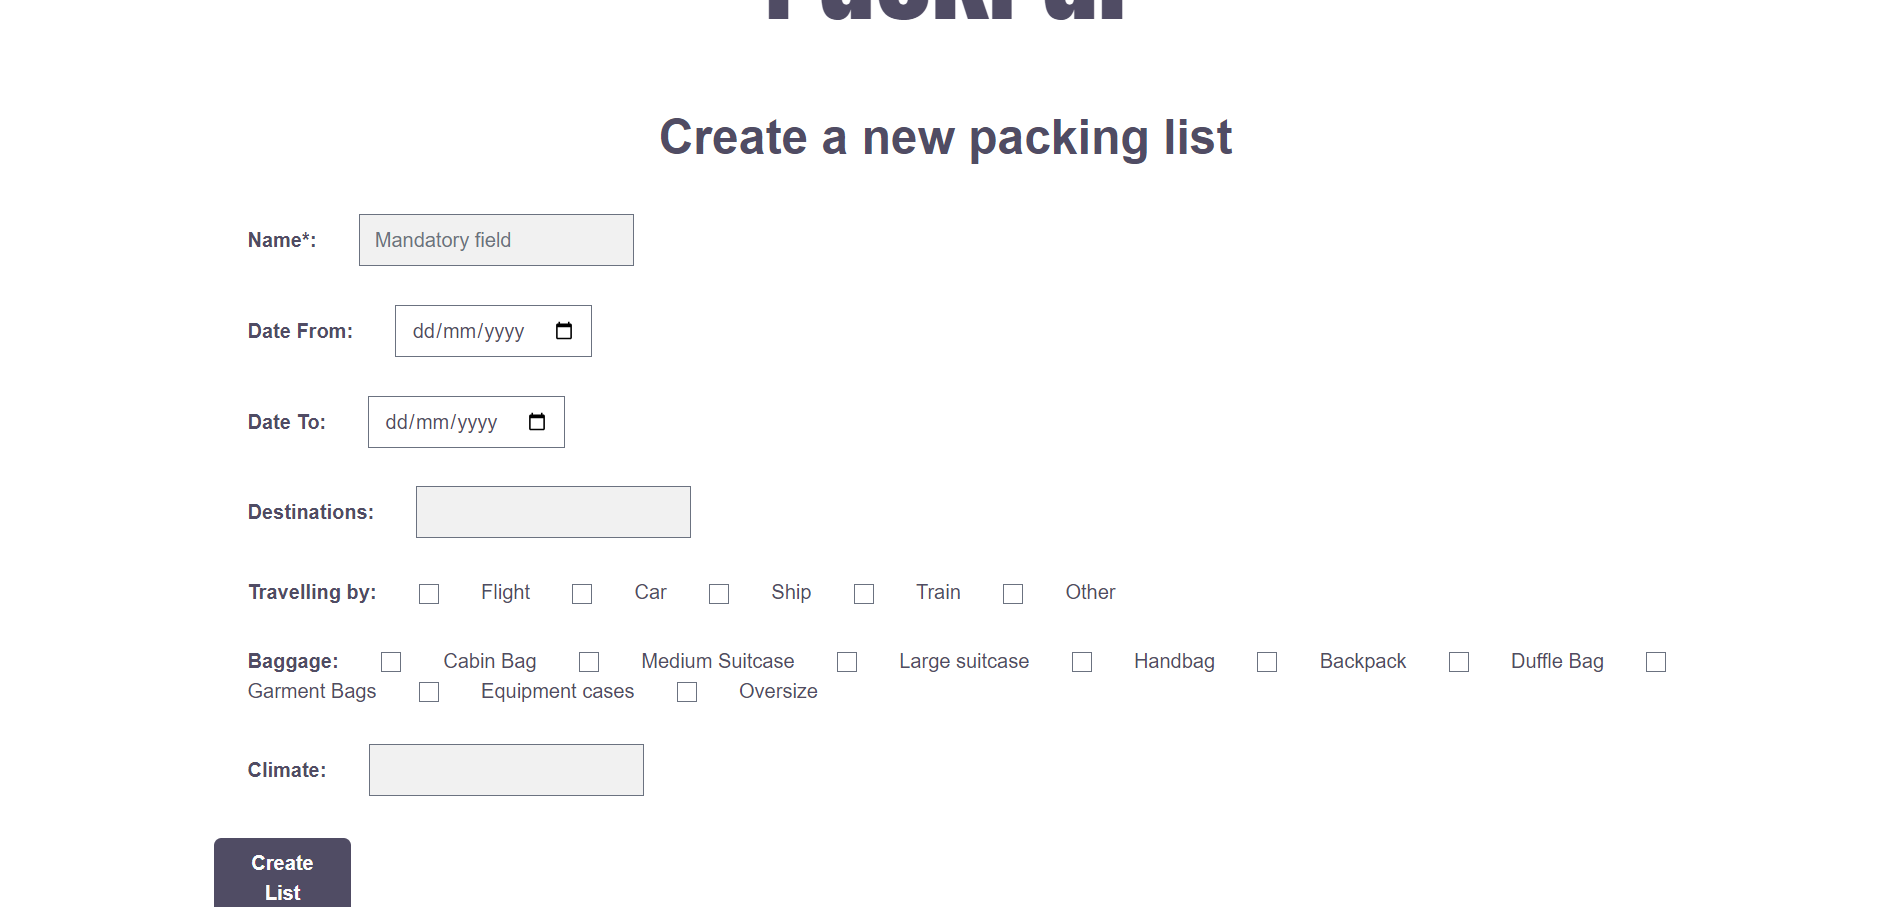 PackPal
Create a new packing list
Name*: Mandatory field
Date From: dd/mm/yyyy
Date To: dd/mm/yyyy
Destinations:
Travelling by: Flight Car Ship Train Other
Baggage: Cabin Bag Medium Suitcase Large suitcase Handbag Backpack Duffle Bag
Garment Bags Equipment cases Oversize
Climate:
Create
List